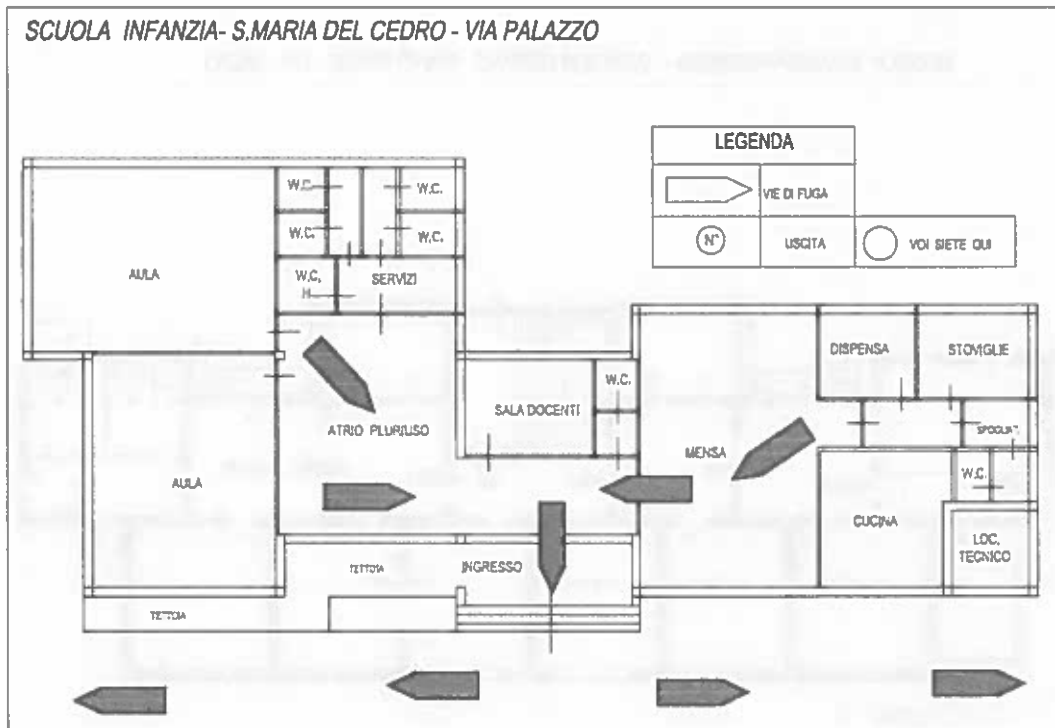 SCUOLA INFANZIA- S.MARIA DEL CEDRO - VIA PALAZZO
LEGENDA
VIE DI FUGA
N°
USCITA
VOI SIETE QUI
W.C.
W.C.
W.C.
W.C.
AULA
W.C.
H
SERVIZI
DISPENSA
STOVIGLIE
W.C.
SALA DOCENTI
ATRIO PLURIUSO
SPOGLIAT.
MENSA
W.C.
AULA
CUCINA
LOC.
TECNICO
TETTOIA
INGRESSO
TETTOIA